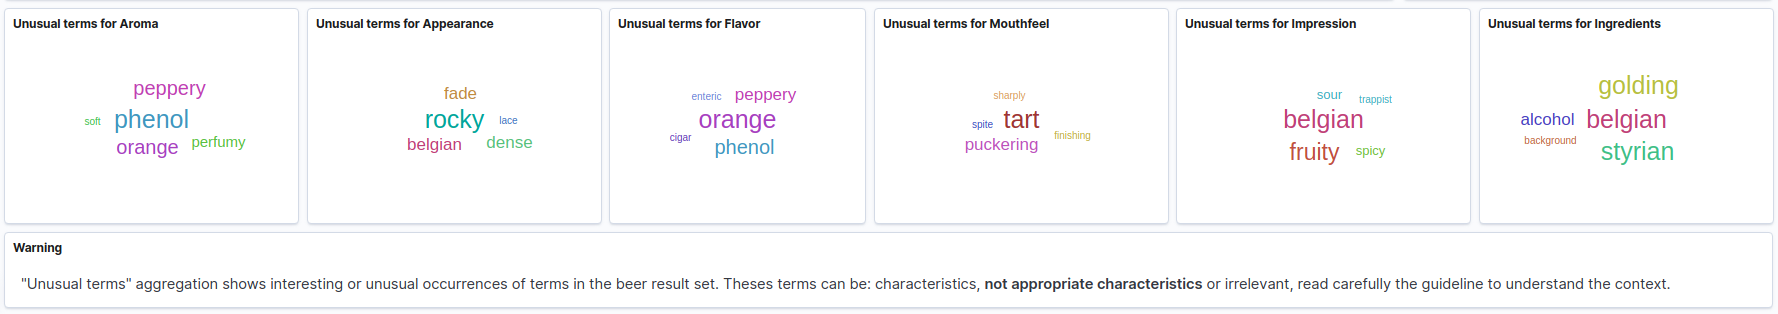 Unusual terms for Aroma
peppery
soft phenol
orange perfumy
Unusual terms for Appearance
fade
rocky lace
belgian dense
Unusual terms for Flavor
enteric peppery
orange
cigar phenol
Unusual terms for Mouthfeel
sharply
spite tart
puckering finishing
Unusual terms for Impression
sour trappist
belgian
fruity spicy
Unusual terms for Ingredients
golding
alcohol belgian
background styrian
Warning
"Unusual terms" aggregation shows interesting or unusual occurrences of terms in the beer result set. Theses terms can be: characteristics, not appropriate characteristics or irrelevant, read carefully the guideline to understand the context.